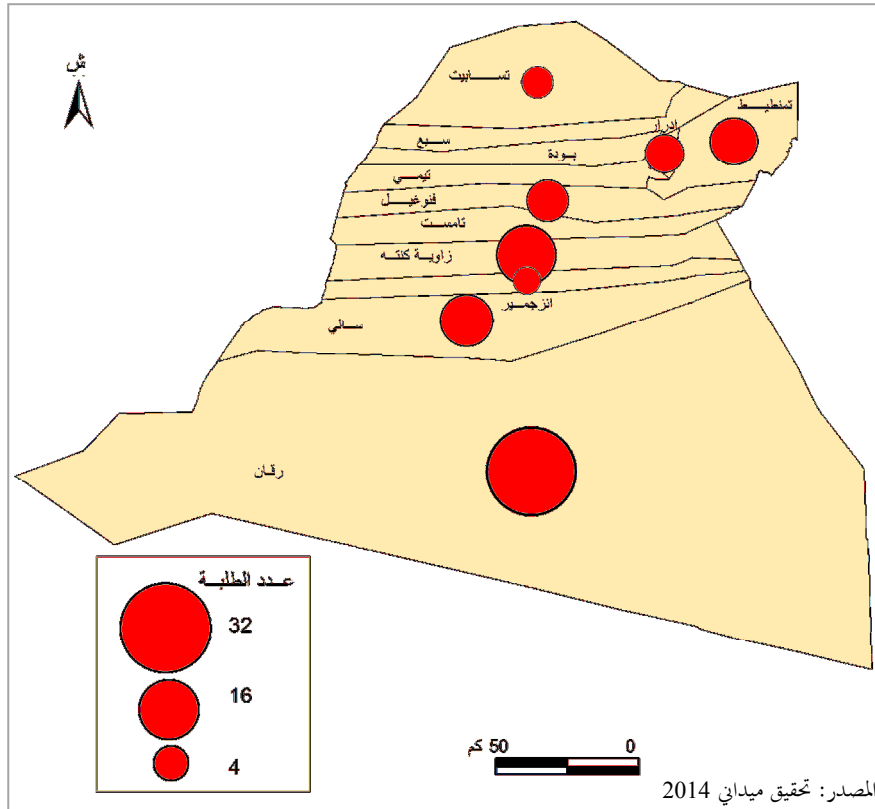 ش
تسابيت
تمنطيط
ادرار
سبع
بودة
تيمي
فنوغيل
تامست
زاوية كنته
انزجمير
سالي
رقان
عدد الطلبة
32
16
4
50 كم
0
المصدر: تحقيق ميداني 2014